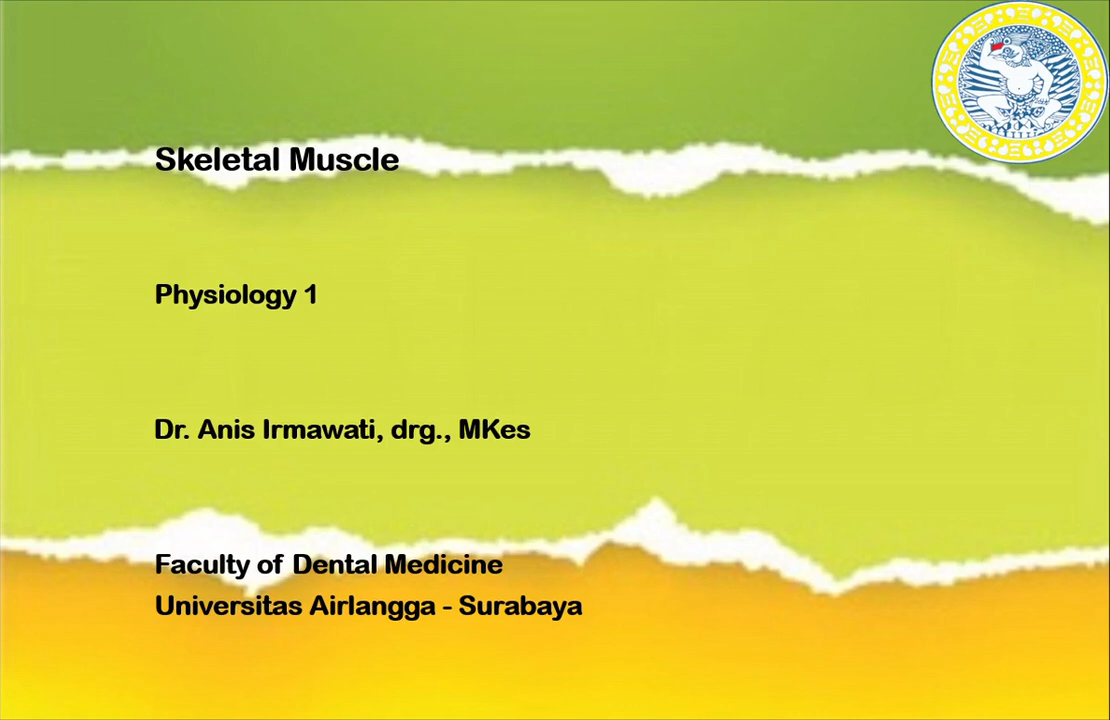 Skeletal Muscle
Physiology 1
Dr. Anis Irmawati, drg., MKes
Faculty of Dental Medicine
Universitas Airlangga - Surabaya